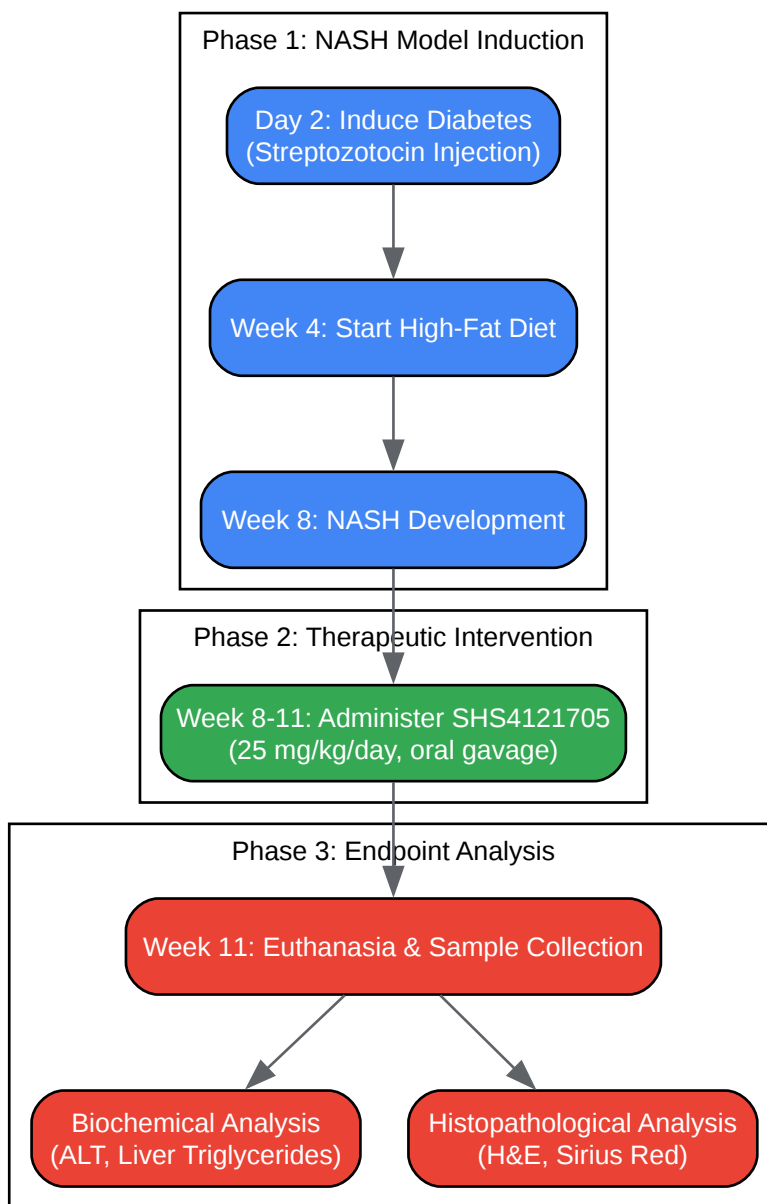 Phase 1: NASH Model Induction
Day 2: Induce Diabetes
(Streptozotocin Injection)
Week 4: Start High-Fat Diet
Week 8: NASH Development
Phase 2: Therapeutic Intervention
Week 8-11: Administer SHS4121705
(25 mg/kg/day, oral gavage)
Phase 3: Endpoint Analysis
Week 11: Euthanasia & Sample Collection
Biochemical Analysis
(ALT, Liver Triglycerides)
Histopathological Analysis
(H&E, Sirius Red)